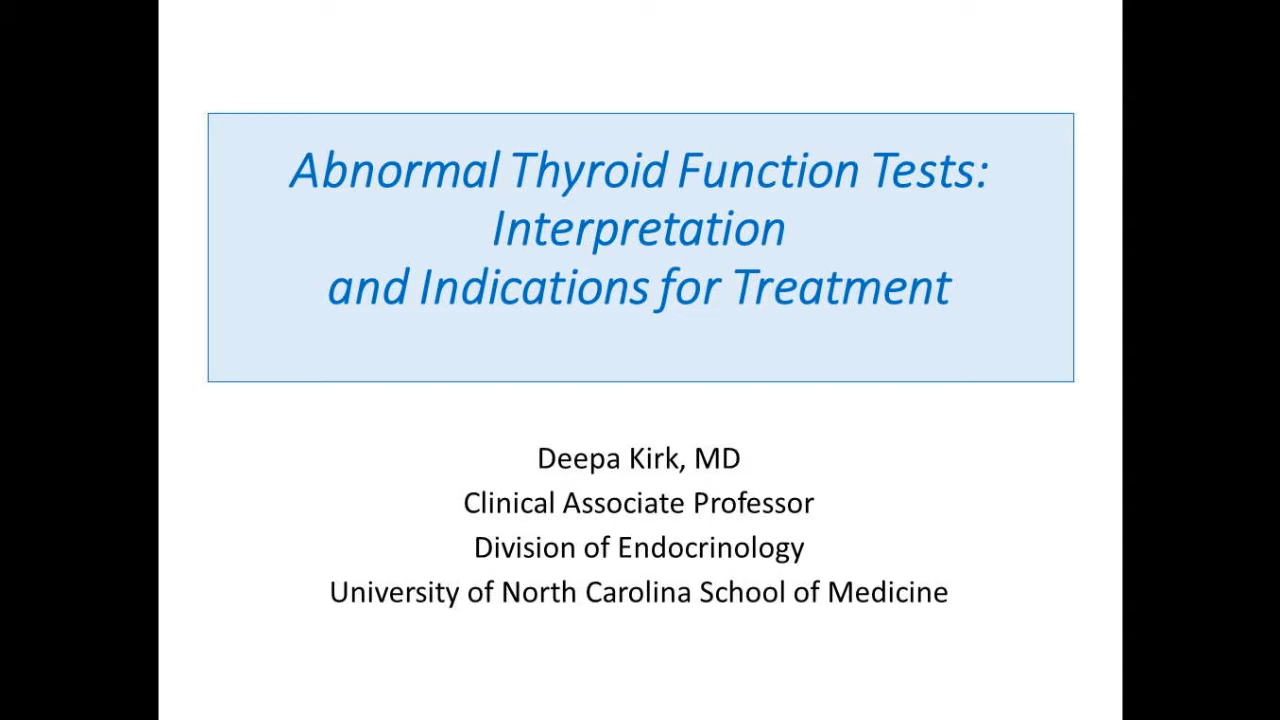 Abnormal Thyroid Function Tests:
Interpretation
and Indications for Treatment
Deepa Kirk, MD
Clinical Associate Professor
Division of Endocrinology
University of North Carolina School of Medicine